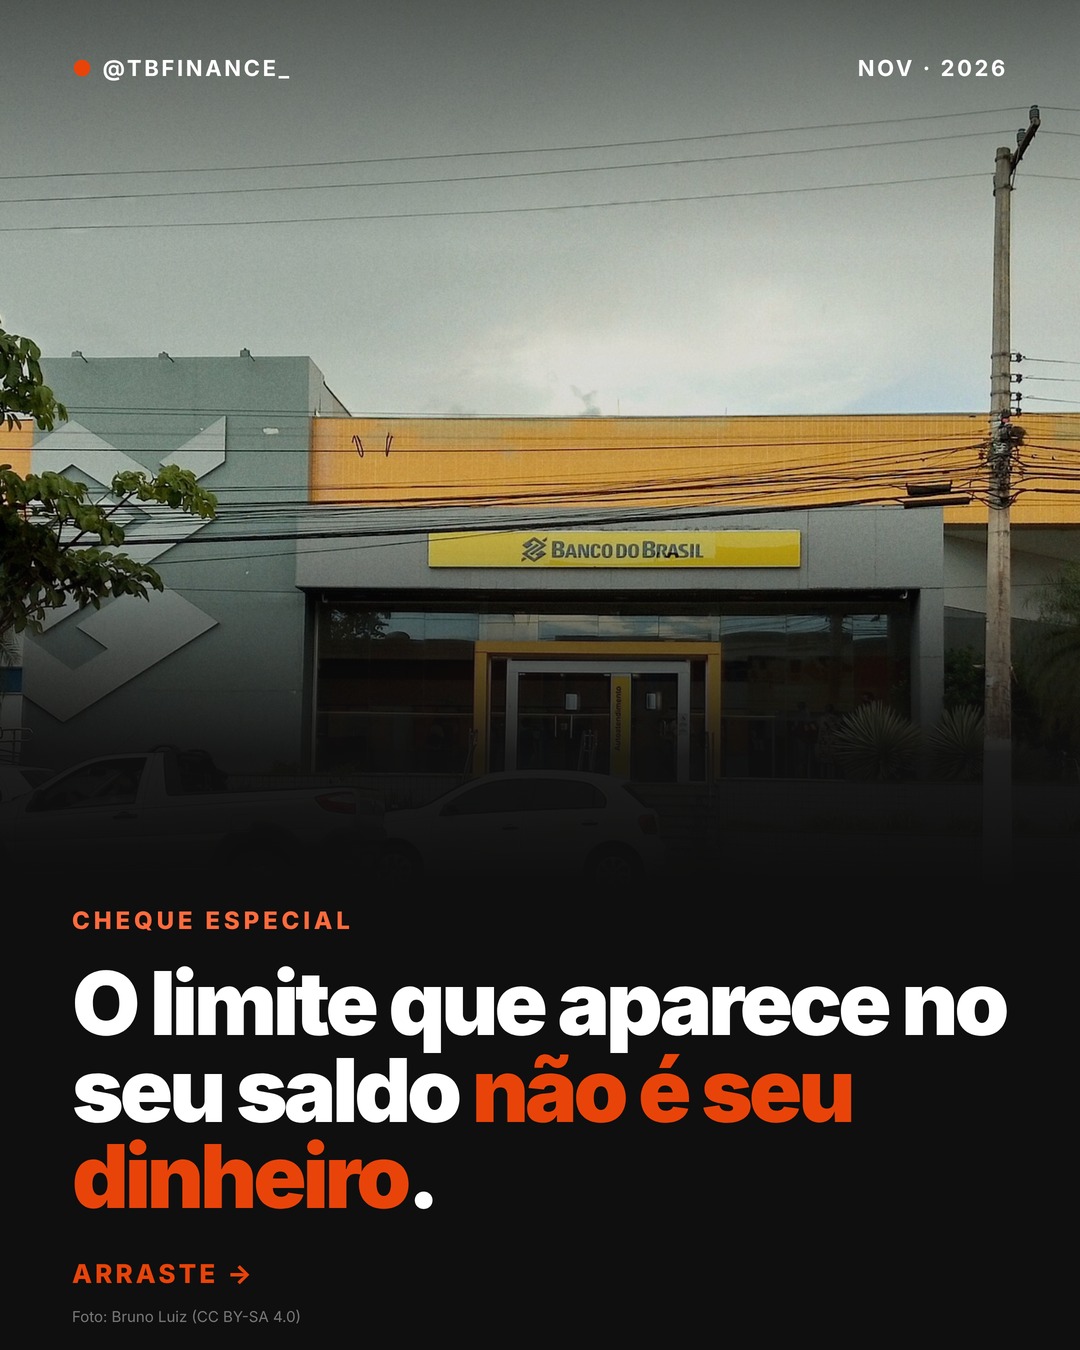 @TBFINANCE_
NOV · 2026
BANCO DO BRASIL
Autoatendimento
CHEQUE ESPECIAL
O limite que aparece no
seu saldo não é seu
dinheiro.
ARRASTE →
Foto: Bruno Luiz (CC BY-SA 4.0)